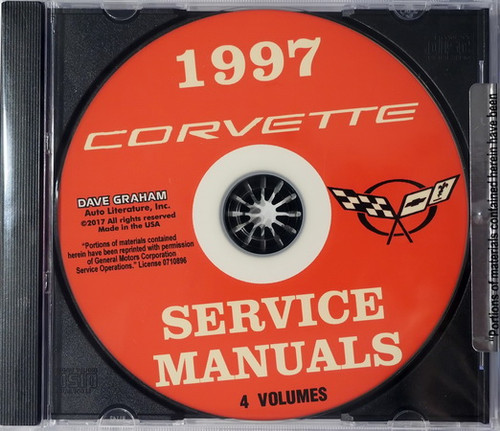 1997
CORVETTE
DAVE GRAHAM
Auto Literature, Inc.
©2017 All rights reserved
Made in the USA
"Portions of materials contained
herein have been reprinted with permission
of General Motors Corporation
Service Operations." License 0710896
SERVICE
MANUALS
4 VOLUMES
"Portions of materials contained herein have been